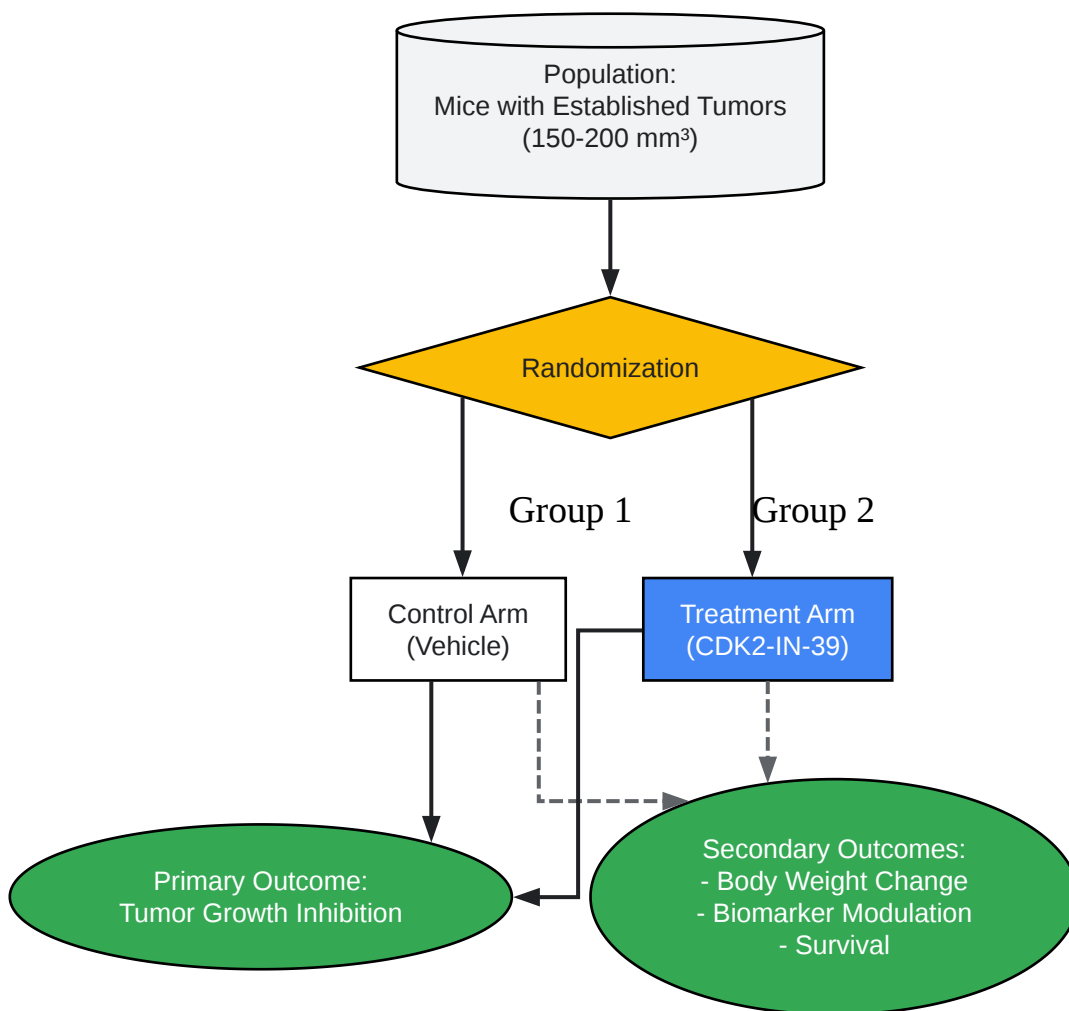 Population:
Mice with Established Tumors
(150-200 mm³)
Randomization
Group 1
Group 2
Control Arm
(Vehicle)
Treatment Arm
(CDK2-IN-39)
Primary Outcome:
Tumor Growth Inhibition
Secondary Outcomes:
- Body Weight Change
- Biomarker Modulation
- Survival